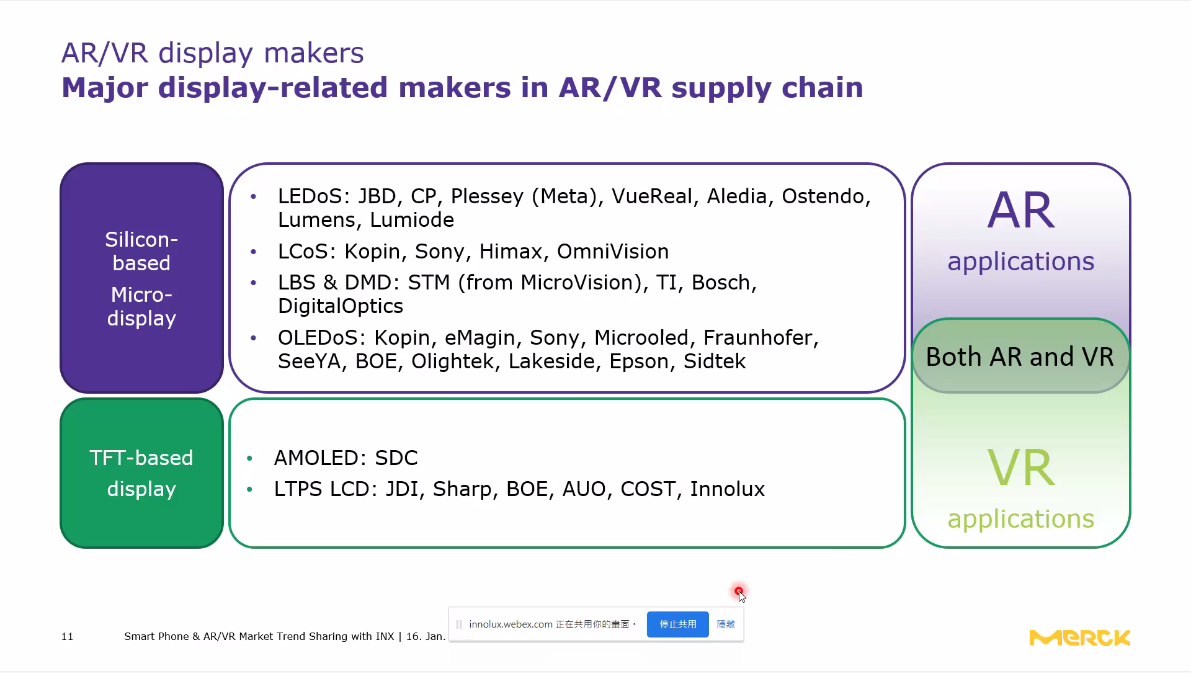 AR/VR display makers
Major display-related makers in AR/VR supply chain
Silicon-
based
Micro-
display
• LEDoS: JBD, CP, Plessey (Meta), VueReal, Aledia, Ostendo,
Lumens, Lumiode
• LCoS: Kopin, Sony, Himax, OmniVision
• LBS & DMD: STM (from MicroVision), TI, Bosch,
DigitalOptics
• OLEDoS: Kopin, eMagin, Sony, Microoled, Fraunhofer,
SeeYA, BOE, Olightek, Lakeside, Epson, Sidtek
AR
applications
Both AR and VR
VR
applications
TFT-based
display
• AMOLED: SDC
• LTPS LCD: JDI, Sharp, BOE, AUO, COST, Innolux
11
Smart Phone & AR/VR Market Trend Sharing with INX | 16. Jan.
innolux.webex.com 正在共用你的畫面。
停止共用
隱藏
MERCK